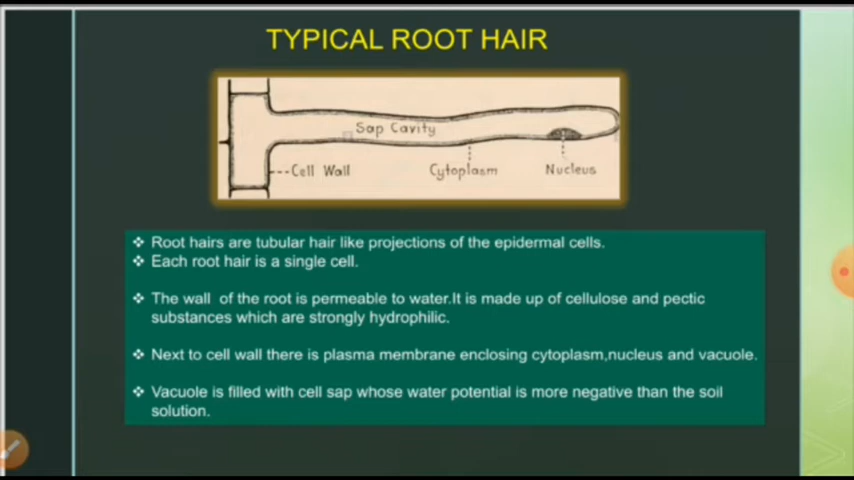 TYPICAL ROOT HAIR
Sap Cavity
Cell Wall
Cytoplasm
Nucleus
❖ Root hairs are tubular hair like projections of the epidermal cells.
❖ Each root hair is a single cell.
❖ The wall of the root is permeable to water.It is made up of cellulose and pectic
substances which are strongly hydrophilic.
❖ Next to cell wall there is plasma membrane enclosing cytoplasm,nucleus and vacuole.
❖ Vacuole is filled with cell sap whose water potential is more negative than the soil
solution.